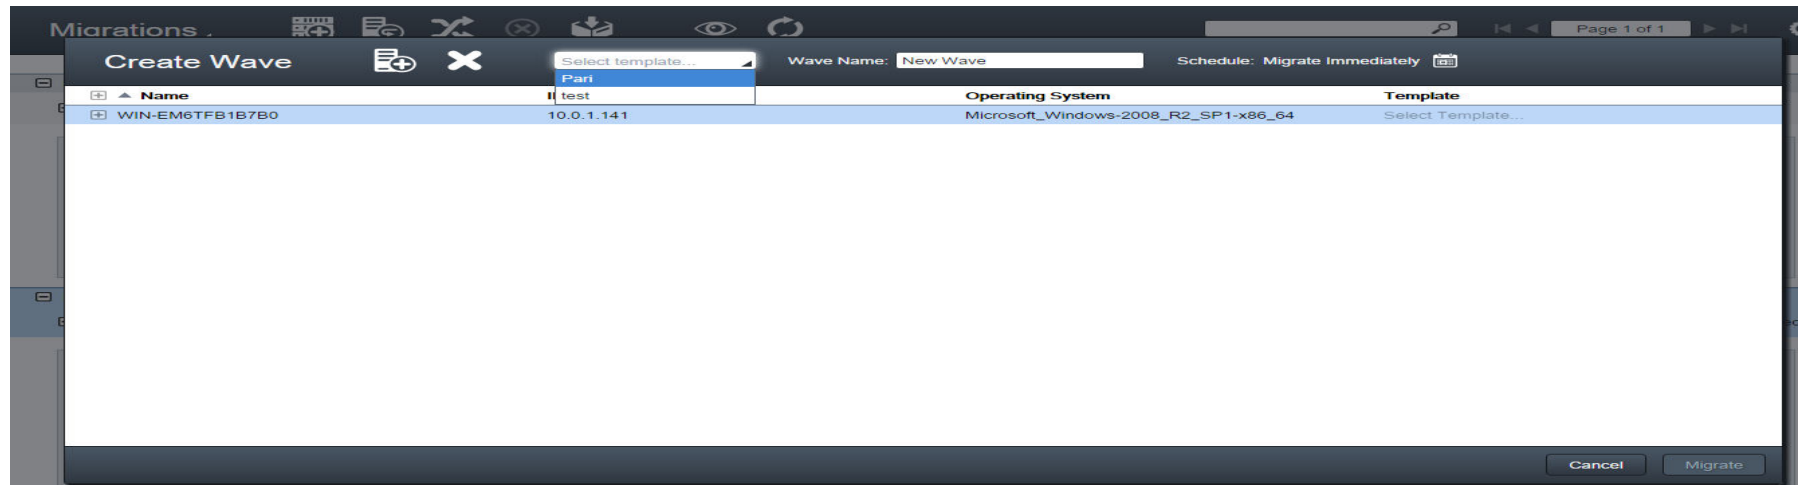 Migrations
Page 1 of 1
Create Wave
Select template...
Wave Name:
New Wave
Schedule: Migrate Immediately
Pari
test
Name
Operating System
Template
WIN-EM6TFB1B7B0
10.0.1.141
Microsoft_Windows-2008_R2_SP1-x86_64
Select Template...
Cancel
Migrate